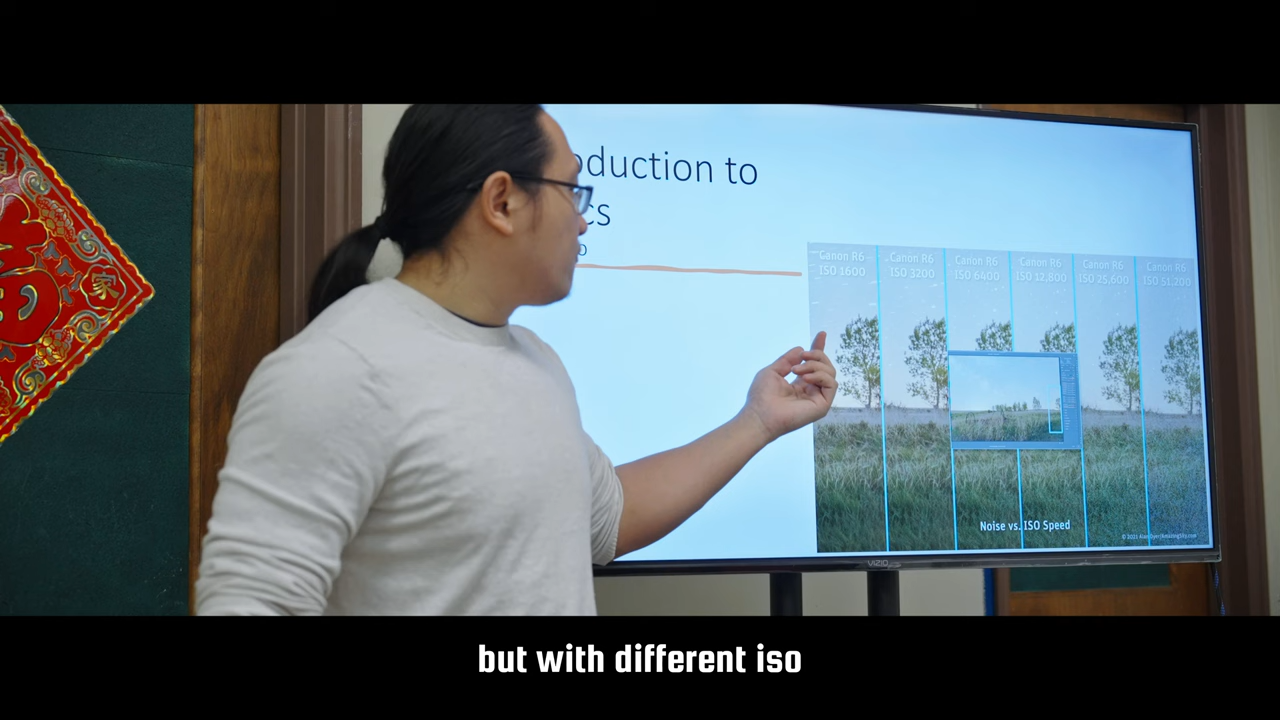 oduction to
cs
Canon R6
ISO 1600
Canon R6
ISO 3200
Canon R6
ISO 6400
Canon R6
ISO 12,800
Canon R6
ISO 25,600
Canon R6
ISO 51,200
家
Noise vs. ISO Speed
VIZIO
but with different iso